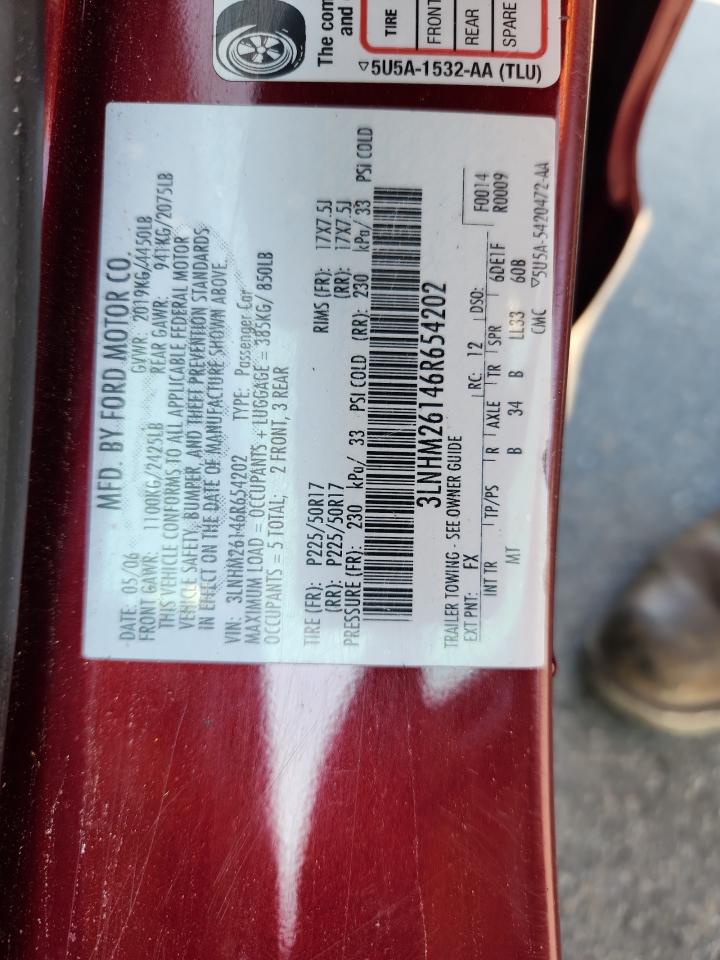 The com
and
TIRE
FRONT
REAR
SPARE
5U5A-1532-AA (TLU)
MFD. BY FORD MOTOR CO.
DATE: 05/06 GVWR: 2019KG/4450LB
FRONT GAWR: 1100KG/2425LB REAR GAWR: 941KG/2075LB
THIS VEHICLE CONFORMS TO ALL APPLICABLE FEDERAL MOTOR
VEHICLE SAFETY, BUMPER, AND THEFT PREVENTION STANDARDS
IN EFFECT ON THE DATE OF MANUFACTURE SHOWN ABOVE.
VIN: 3LNHM26146R654202 TYPE: Passenger Car
MAXIMUM LOAD = OCCUPANTS + LUGGAGE = 385KG/ 850LB
OCCUPANTS = 5 TOTAL; 2 FRONT, 3 REAR
TIRE (FR): P225/50R17 RIMS (FR): 17X7.5J
(RR): P225/50R17 (RR): 17X7.5J
PRESSURE (FR): 230 kPa/ 33 PSI COLD (RR): 230 kPa/ 33 PSI COLD
3LNHM26146R654202
TRAILER TOWING - SEE OWNER GUIDE F0014
EXT PNT: FX RC: 12 DSO: R0009
INT TR TP/PS R AXLE TR SPR 6DE1F
MT B 34 B LL33 60B
CMC 5U5A-5420472-AA